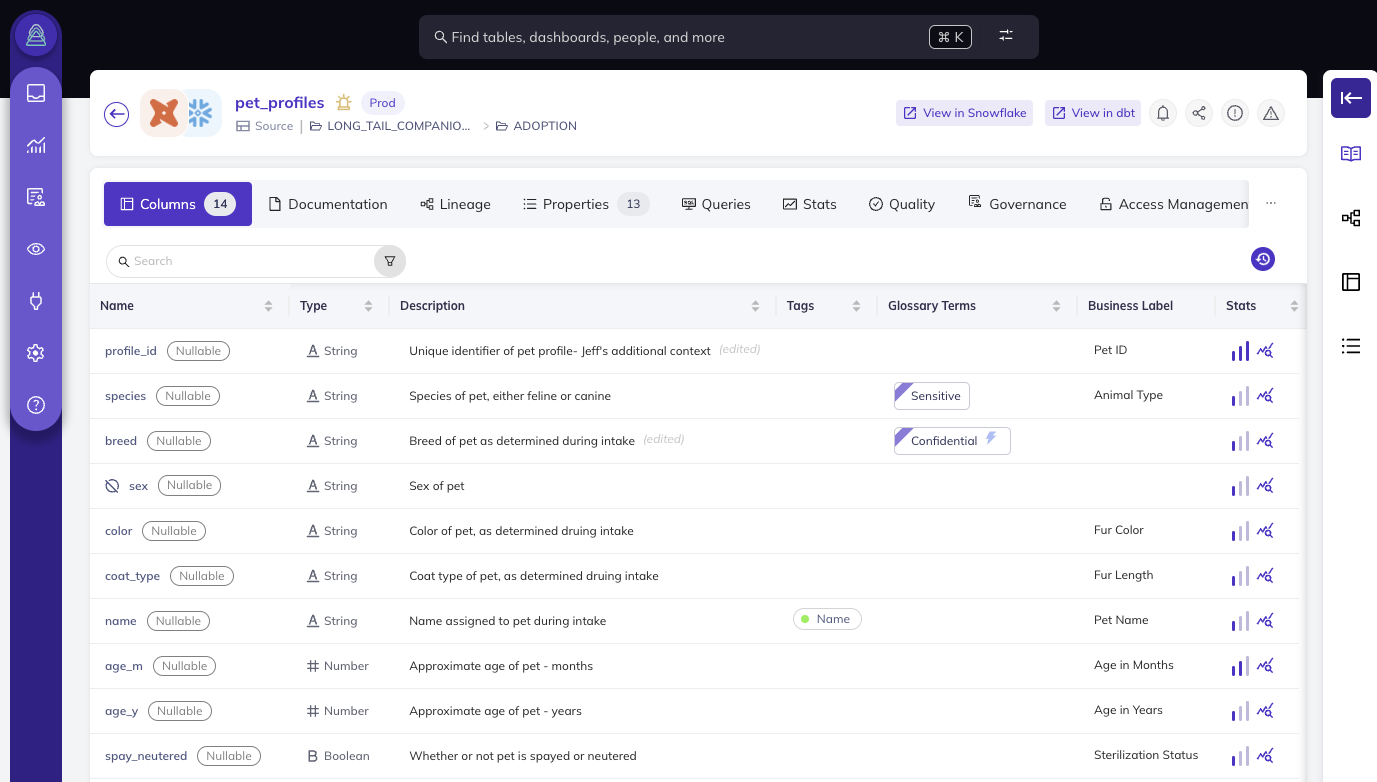 Find tables, dashboards, people, and more ⌘ K
pet_profiles Prod
Source | LONG_TAIL_COMPANIO... > ADOPTION
View in Snowflake View in dbt
Columns 14 Documentation Lineage Properties 13 Queries Stats Quality Governance Access Managemen ...
Search
Name Type Description Tags Glossary Terms Business Label Stats
profile_id Nullable String Unique identifier of pet profile- Jeff's additional context (edited) Pet ID
species Nullable String Species of pet, either feline or canine Sensitive Animal Type
breed Nullable String Breed of pet as determined during intake (edited) Confidential
sex Nullable String Sex of pet
color Nullable String Color of pet, as determined druing intake Fur Color
coat_type Nullable String Coat type of pet, as determined druing intake Fur Length
name Nullable String Name assigned to pet during intake Name Pet Name
age_m Nullable Number Approximate age of pet - months Age in Months
age_y Nullable Number Approximate age of pet - years Age in Years
spay_neutered Nullable Boolean Whether or not pet is spayed or neutered Sterilization Status